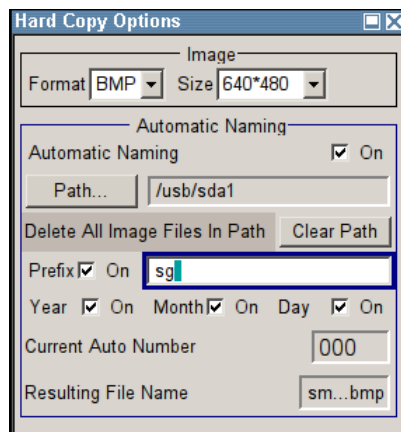 Hard Copy Options
Image
Format BMP Size 640*480
Automatic Naming
Automatic Naming On
Path... /usb/sda1
Delete All Image Files In Path Clear Path
Prefix On sg
Year On Month On Day On
Current Auto Number 000
Resulting File Name sm...bmp